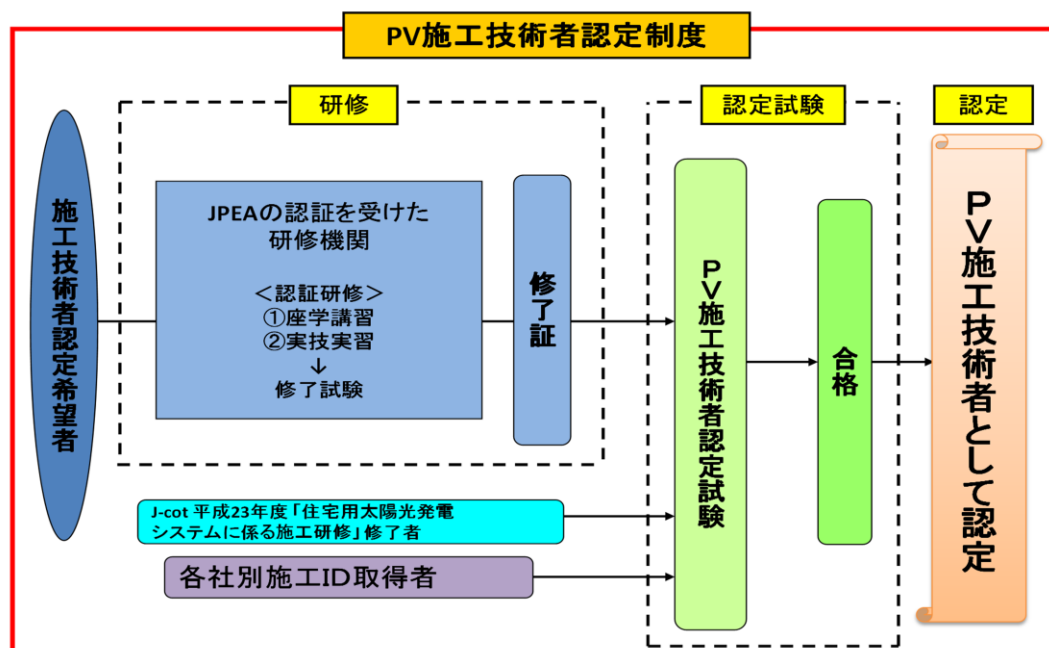 PV施工技術者認定制度
研修
認定試験
認定
施工技術者認定希望者
JPEAの認証を受けた
研修機関
＜認証研修＞
①座学講習
②実技実習
↓
修了試験
修了証
PV施工技術者認定試験
合格
PV施工技術者として認定
J-cot 平成23年度「住宅用太陽光発電
システムに係る施工研修」修了者
各社別施工ID取得者